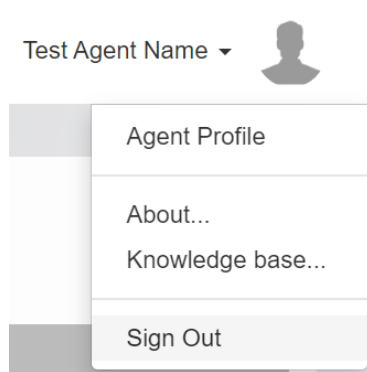 Test Agent Name
Agent Profile
About...
Knowledge base...
Sign Out